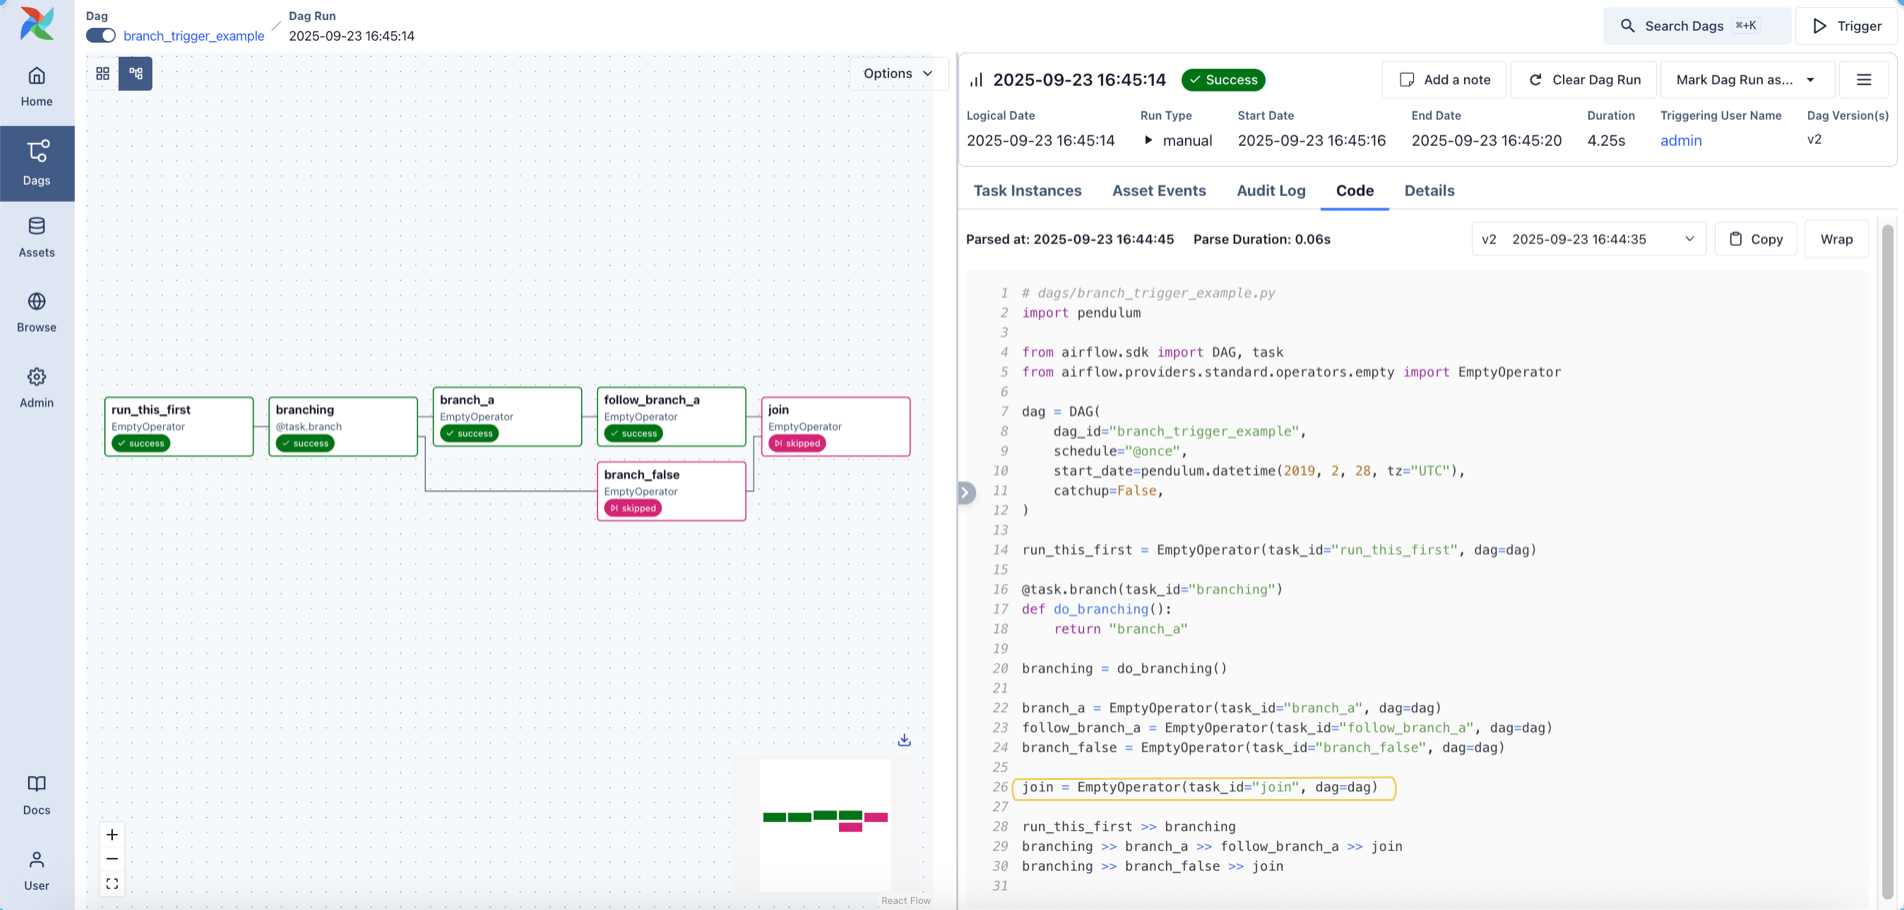 Dag
branch_trigger_example
Dag Run
2025-09-23 16:45:14
Search Dags ⌘+K
Trigger
Home
Dags
Assets
Browse
Admin
Docs
User
Options
run_this_first
EmptyOperator
success
branching
@task.branch
success
branch_a
EmptyOperator
success
follow_branch_a
EmptyOperator
success
join
EmptyOperator
skipped
branch_false
EmptyOperator
skipped
React Flow
2025-09-23 16:45:14 Success
Add a note
Clear Dag Run
Mark Dag Run as...
Logical Date Run Type Start Date End Date Duration Triggering User Name Dag Version(s)
2025-09-23 16:45:14 manual 2025-09-23 16:45:16 2025-09-23 16:45:20 4.25s admin v2
Task Instances Asset Events Audit Log Code Details
Parsed at: 2025-09-23 16:44:45 Parse Duration: 0.06s
v2 2025-09-23 16:44:35
Copy
Wrap
1 # dags/branch_trigger_example.py
2 import pendulum
3
4 from airflow.sdk import DAG, task
5 from airflow.providers.standard.operators.empty import EmptyOperator
6
7 dag = DAG(
8     dag_id="branch_trigger_example",
9     schedule="@once",
10     start_date=pendulum.datetime(2019, 2, 28, tz="UTC"),
11     catchup=False,
12 )
13
14 run_this_first = EmptyOperator(task_id="run_this_first", dag=dag)
15
16 @task.branch(task_id="branching")
17 def do_branching():
18     return "branch_a"
19
20 branching = do_branching()
21
22 branch_a = EmptyOperator(task_id="branch_a", dag=dag)
23 follow_branch_a = EmptyOperator(task_id="follow_branch_a", dag=dag)
24 branch_false = EmptyOperator(task_id="branch_false", dag=dag)
25
26 join = EmptyOperator(task_id="join", dag=dag)
27
28 run_this_first >> branching
29 branching >> branch_a >> follow_branch_a >> join
30 branching >> branch_false >> join
31